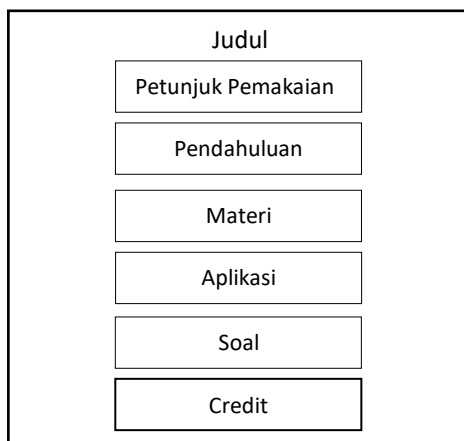 Judul
Petunjuk Pemakaian
Pendahuluan
Materi
Aplikasi
Soal
Credit